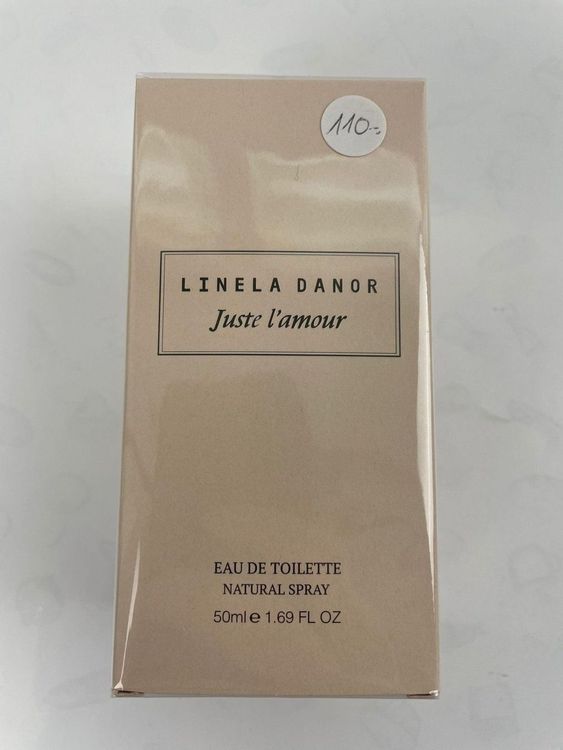 110.-
LINELA DANOR
Juste l'amour
EAU DE TOILETTE
NATURAL SPRAY
50ml e 1.69 FL OZ